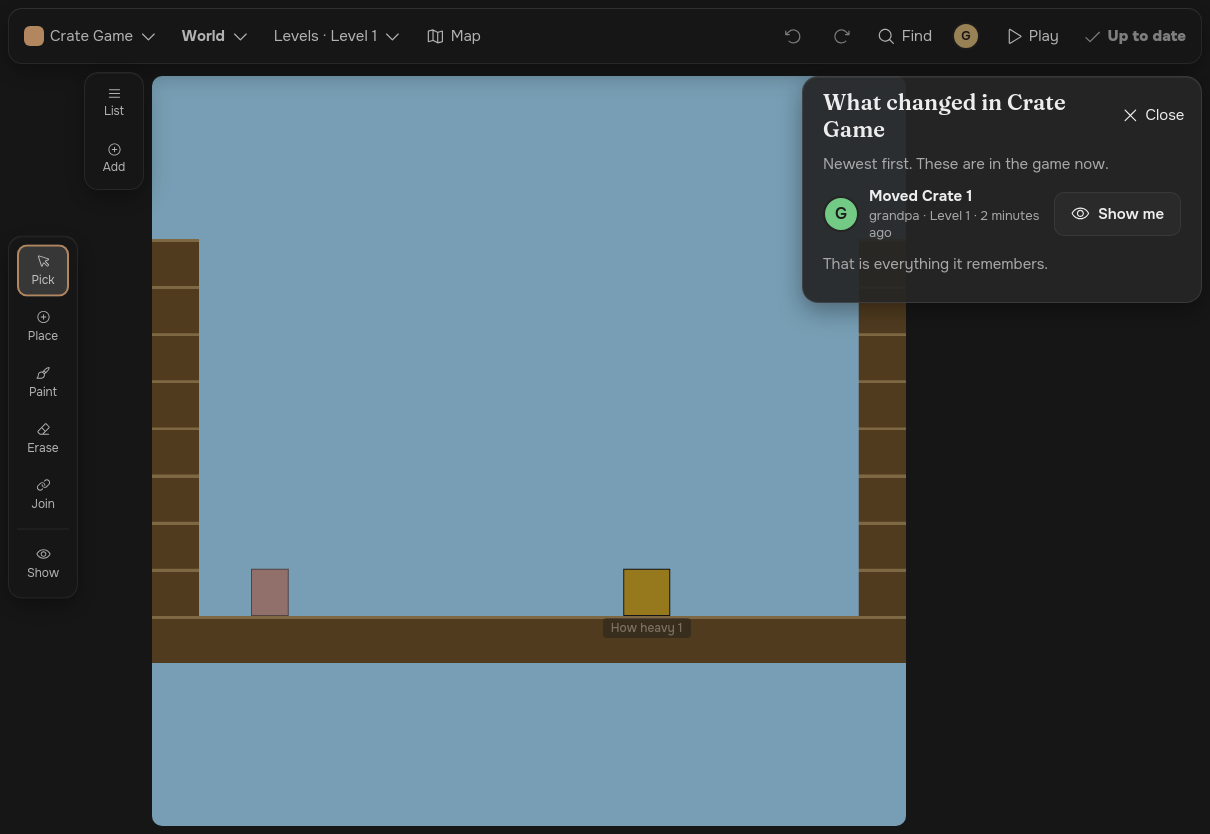 Crate Game
World
Levels · Level 1
Map
Find
G
Play
Up to date
List
Add
Pick
Place
Paint
Erase
Join
Show
What changed in Crate
Game
Close
Newest first. These are in the game now.
G
Moved Crate 1
grandpa · Level 1 · 2 minutes
ago
Show me
That is everything it remembers.
How heavy 1